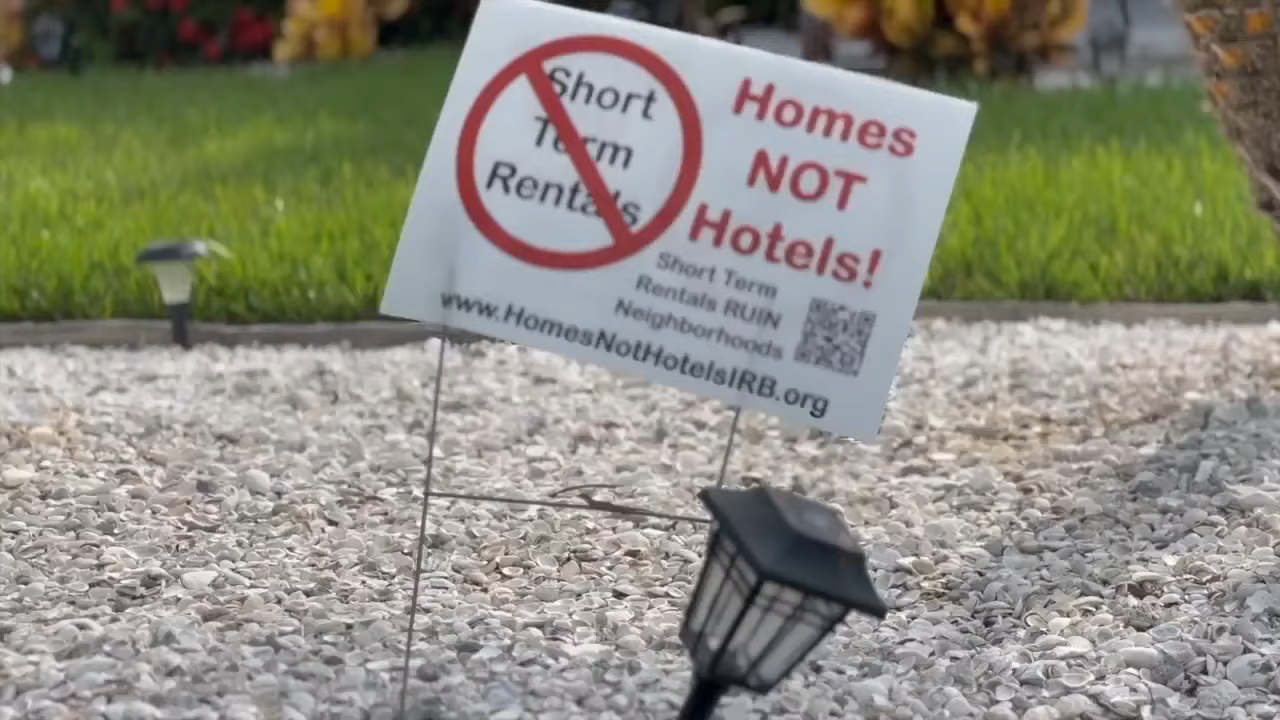 Short
Term
Rentals
Homes
NOT
Hotels!
Short Term
Rentals RUIN
Neighborhoods
www.HomesNotHotelsIRB.org